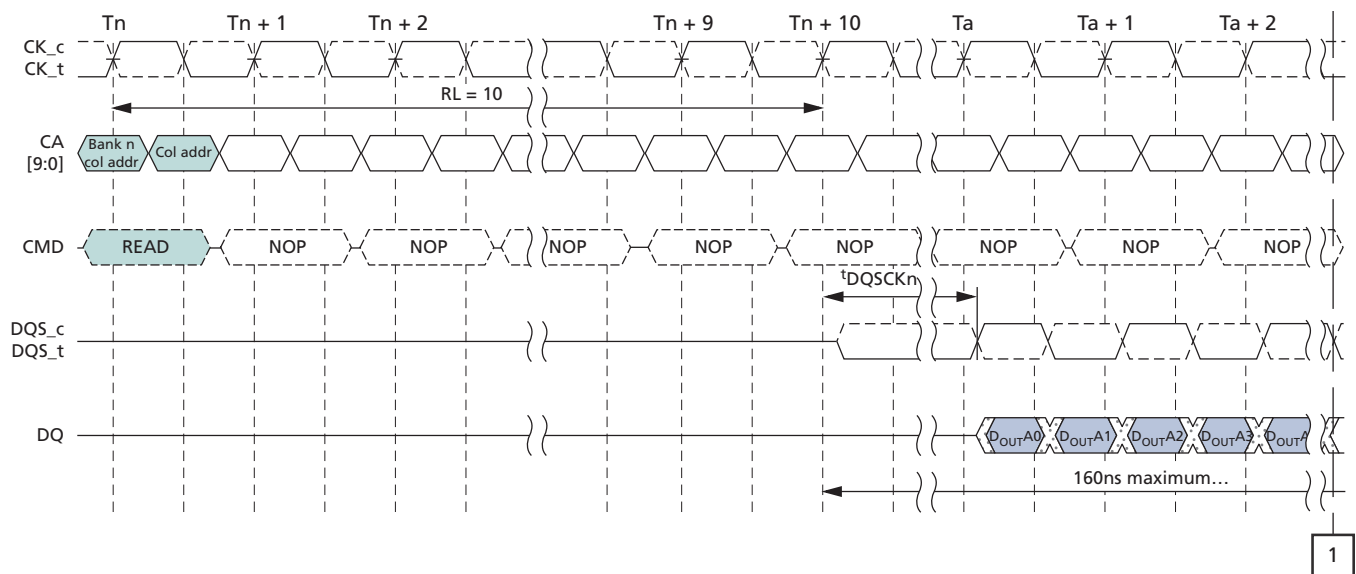 Tn Tn + 1 Tn + 2 Tn + 9 Tn + 10 Ta Ta + 1 Ta + 2
CK_c
CK_t
RL = 10
CA
[9:0]
Bank n
col addr
Col addr
CMD READ NOP NOP NOP NOP NOP NOP NOP NOP
tDQSCKn
DQS_c
DQS_t
DQ DOUTA0 DOUTA1 DOUTA2 DOUTA3 DOUTA
160ns maximum…
1